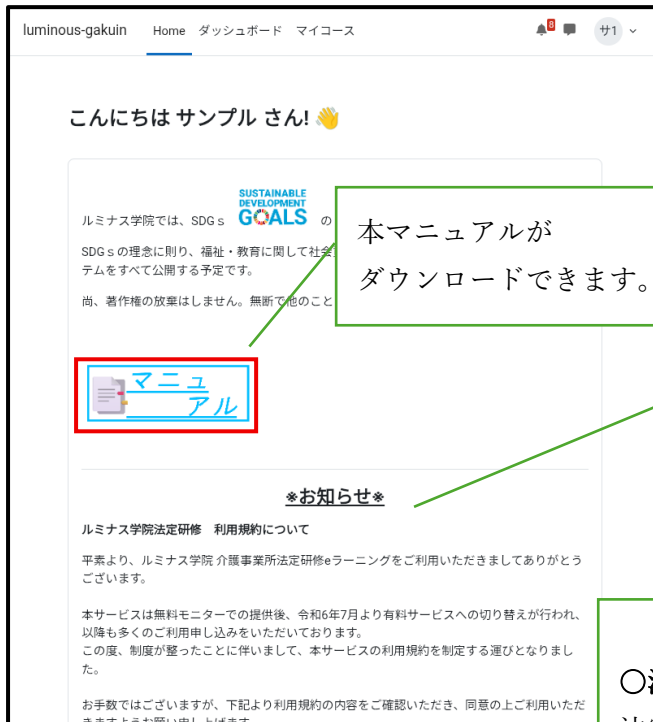 luminous-gakuin Home ダッシュボード マイコース 8 サ1
こんにちは サンプル さん! 👋
ルミナス学院では、SDGｓ SUSTAINABLE DEVELOPMENT GOALS の
SDGｓの理念に則り、福祉・教育に関して社会
テムをすべて公開する予定です。
尚、著作権の放棄はしません。無断で他のこと
本マニュアルが
ダウンロードできます。
マニュ
アル
※お知らせ※
ルミナス学院法定研修　利用規約について
平素より、ルミナス学院 介護事業所法定研修eラーニングをご利用いただきましてありがとう
ございます。
本サービスは無料モニターでの提供後、令和6年7月より有料サービスへの切り替えが行われ、
以降も多くのご利用申し込みをいただいております。
この度、制度が整ったことに伴いまして、本サービスの利用規約を制定する運びとなりまし
た。
お手数ではございますが、下記より利用規約の内容をご確認いただき、同意の上ご利用いただ
きますようお願い申し上げます。
〇